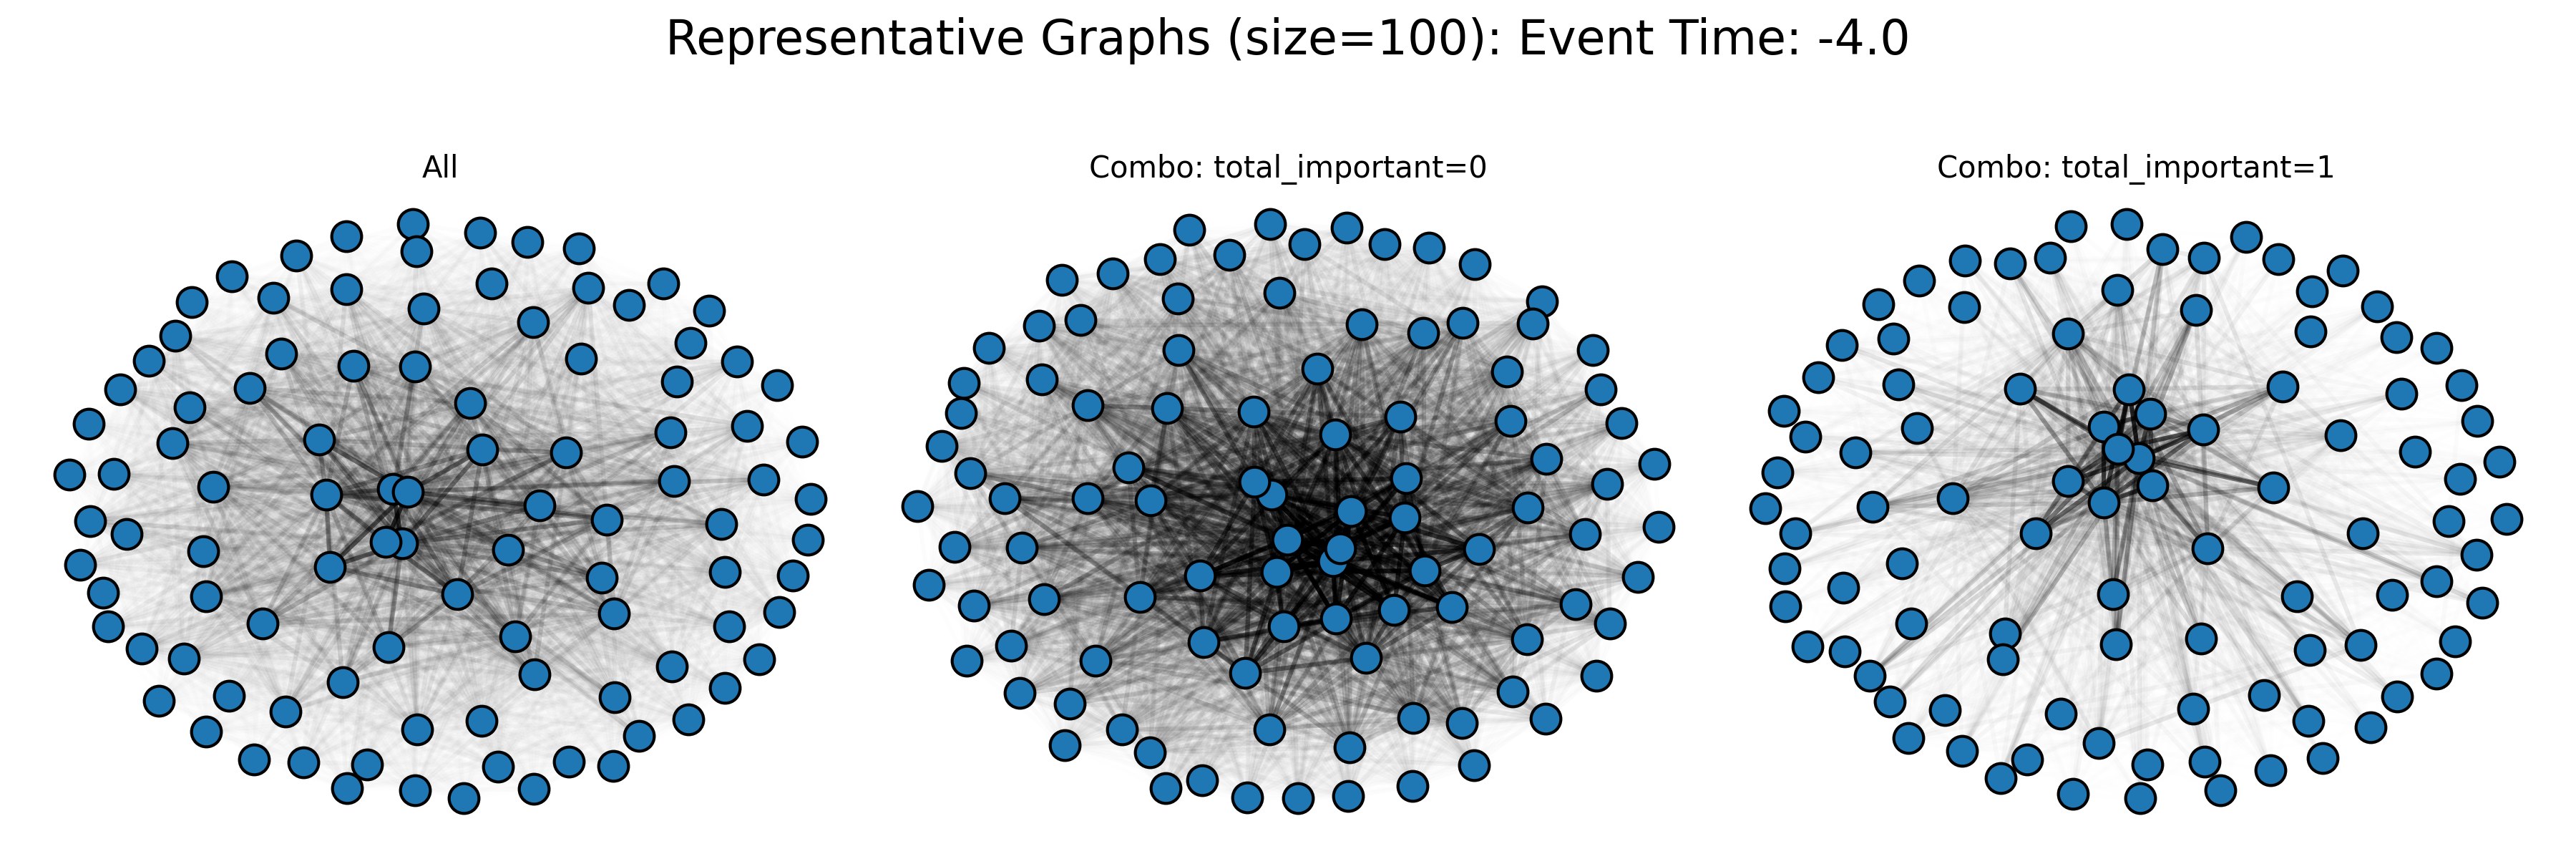 Representative Graphs (size=100): Event Time: -4.0
All
Combo: total_important=0
Combo: total_important=1